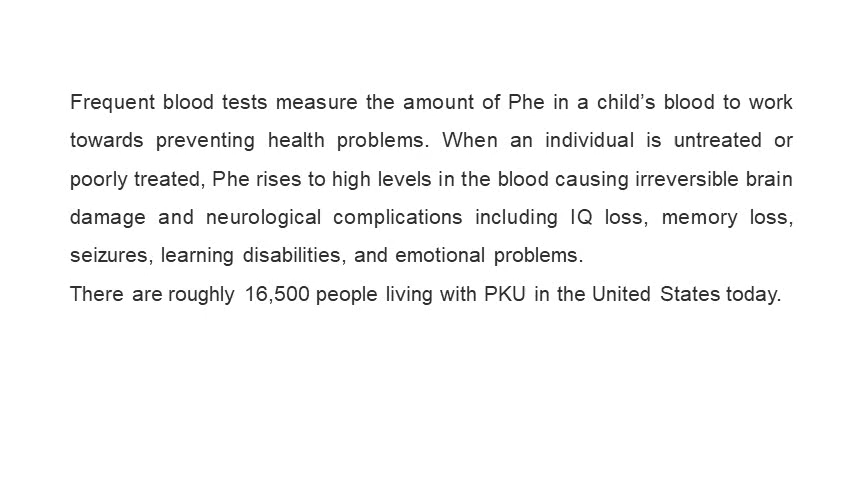 Frequent blood tests measure the amount of Phe in a child’s blood to work
towards preventing health problems. When an individual is untreated or
poorly treated, Phe rises to high levels in the blood causing irreversible brain
damage and neurological complications including IQ loss, memory loss,
seizures, learning disabilities, and emotional problems.
There are roughly 16,500 people living with PKU in the United States today.